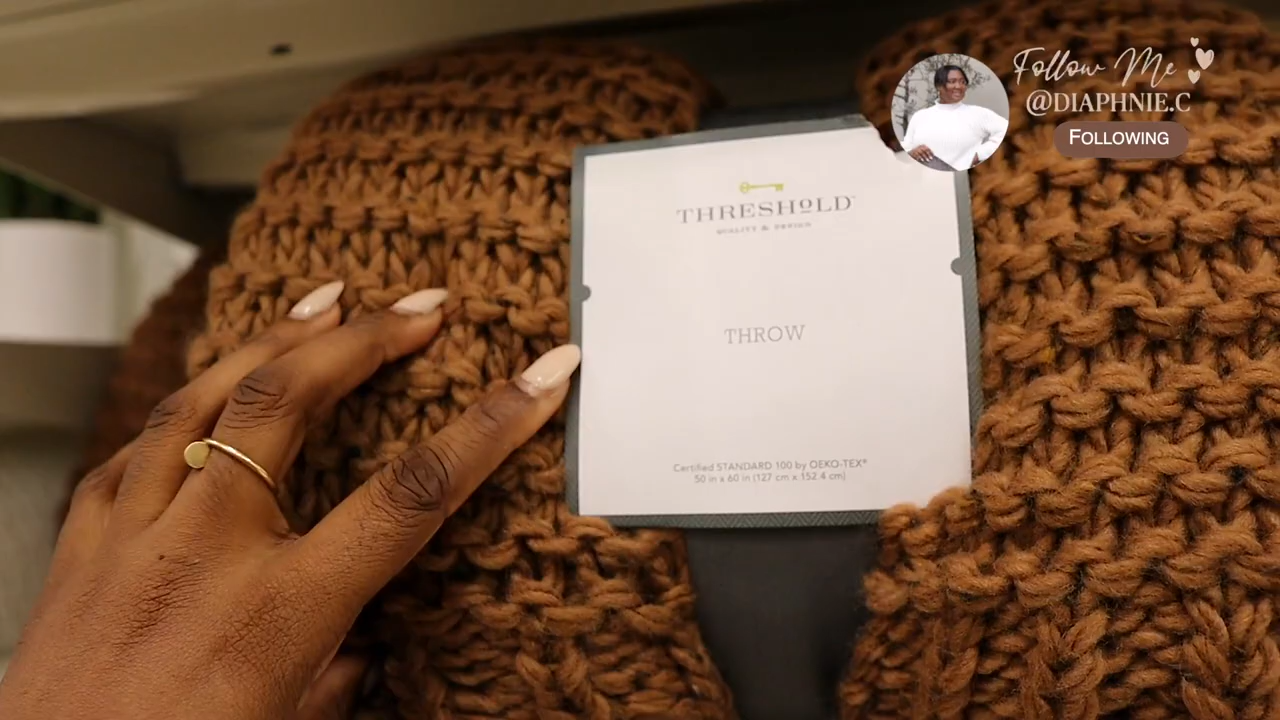 Follow Me
@DIAPHNIE.C
FOLLOWING
THRESHOLD™
QUALITY & DESIGN
THROW
Certified STANDARD 100 by OEKO-TEX®
50 in x 60 in (127 cm x 152.4 cm)